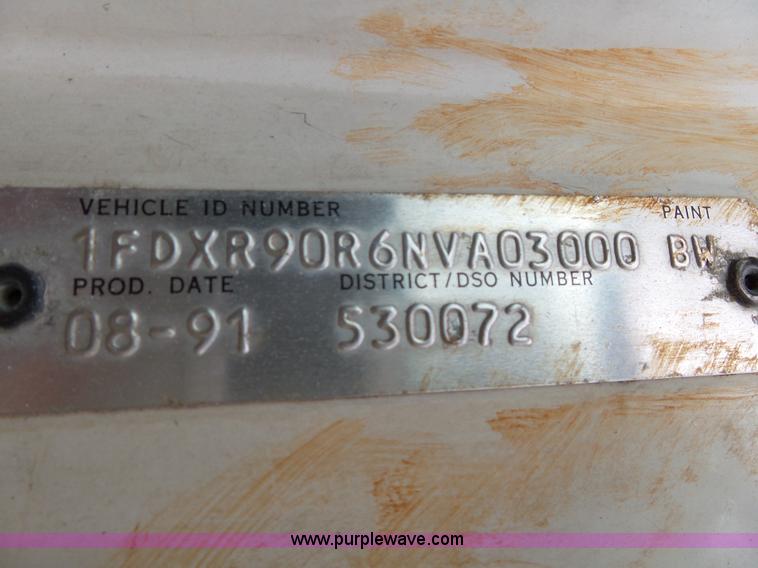 VEHICLE ID NUMBER PAINT
1FDXR90R6NVA03000 BW
PROD. DATE DISTRICT/DSO NUMBER
08-91 530072
www.purplewave.com